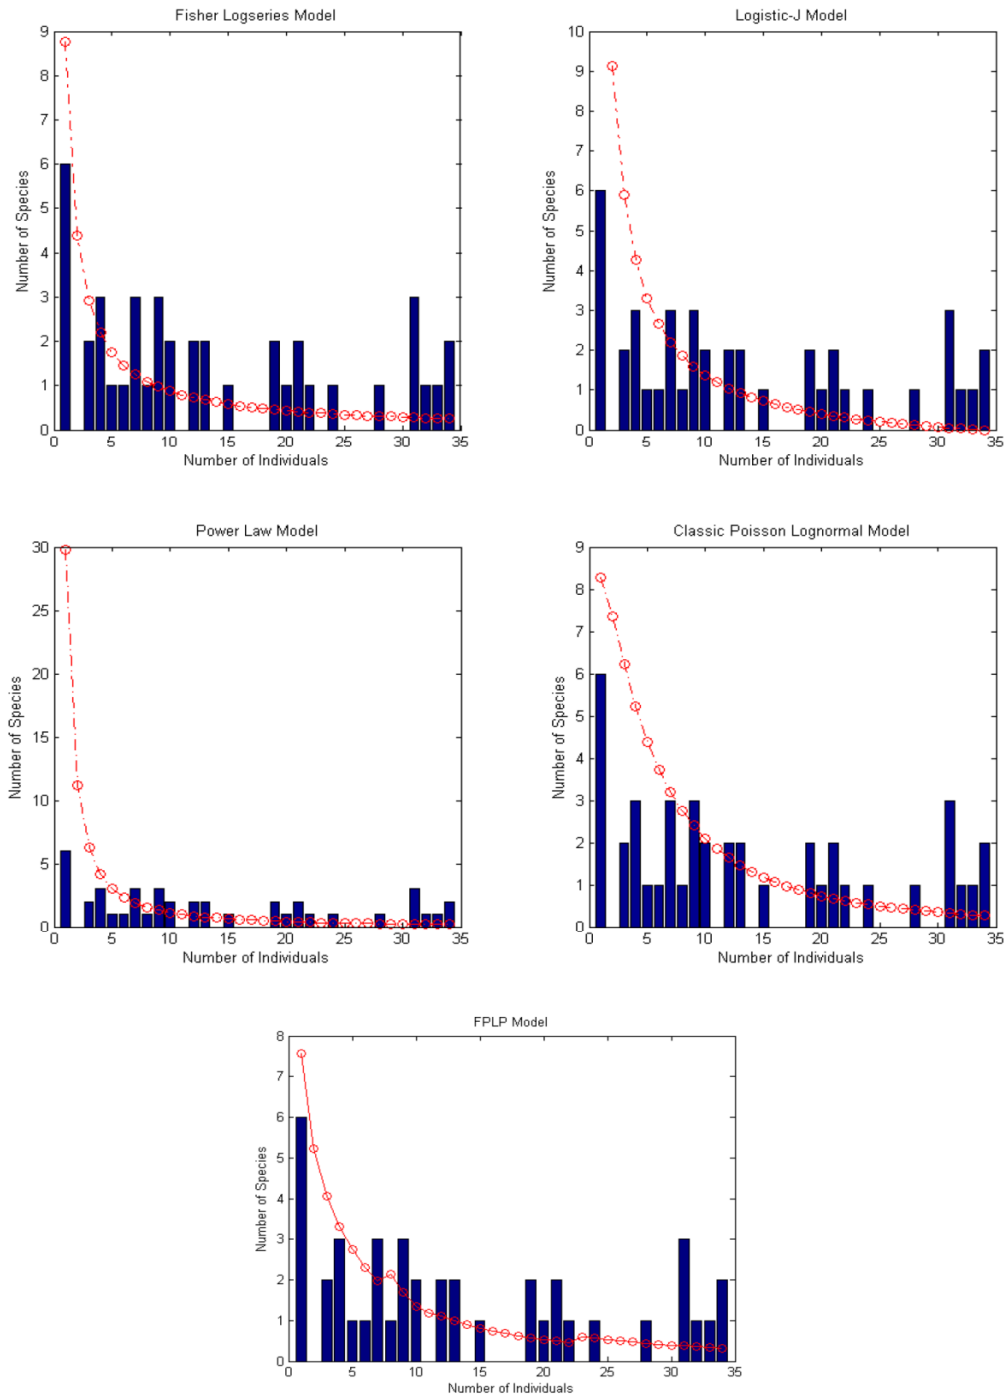 Fisher Logseries Model
9
8
7
6
5
4
3
2
1
0
Number of Species
0 5 10 15 20 25 30 35
Number of Individuals
Logistic-J Model
10
9
8
7
6
5
4
3
2
1
0
Number of Species
0 5 10 15 20 25 30 35
Number of Individuals
Power Law Model
30
25
20
15
10
5
0
Number of Species
0 5 10 15 20 25 30 35
Number of Individuals
Classic Poisson Lognormal Model
9
8
7
6
5
4
3
2
1
0
Number of Species
0 5 10 15 20 25 30 35
Number of Individuals
FPLP Model
8
7
6
5
4
3
2
1
0
Number of Species
0 5 10 15 20 25 30 35
Number of Individuals